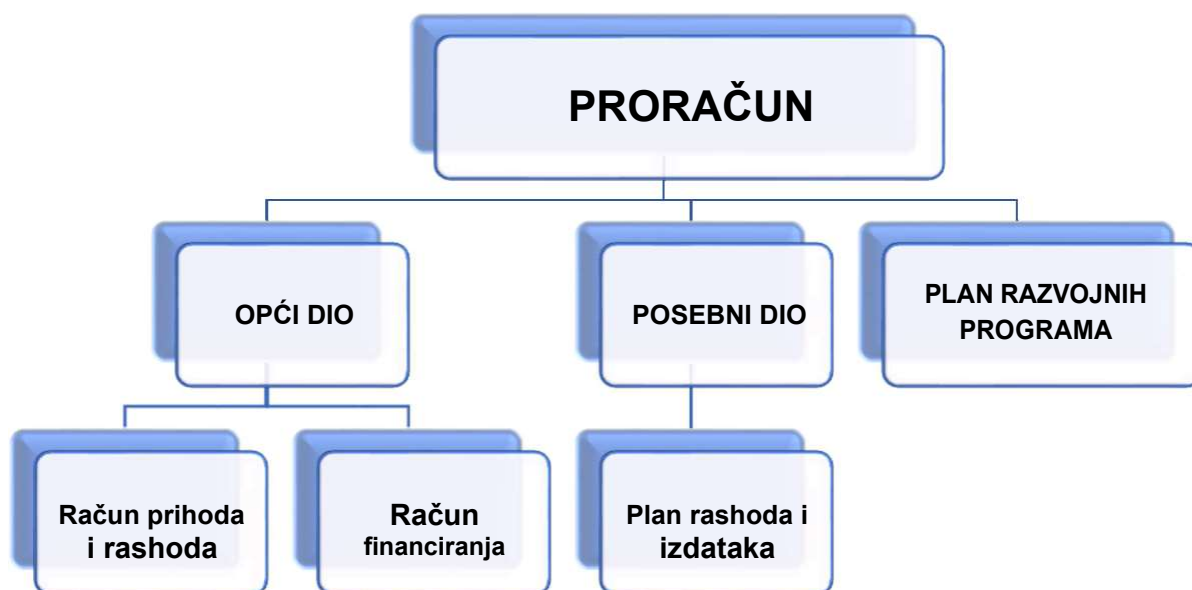 PRORAČUN
OPĆI DIO
POSEBNI DIO
PLAN RAZVOJNIH
PROGRAMA
Račun prihoda
i rashoda
Račun
financiranja
Plan rashoda i
izdataka